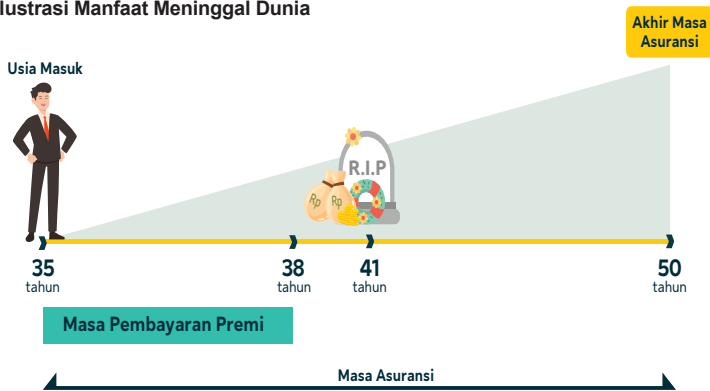 lustrasi Manfaat Meninggal Dunia
Akhir Masa
Asuransi
Usia Masuk
R.I.P
Rp
Rp
35
tahun
38
tahun
41
tahun
50
tahun
Masa Pembayaran Premi
Masa Asuransi